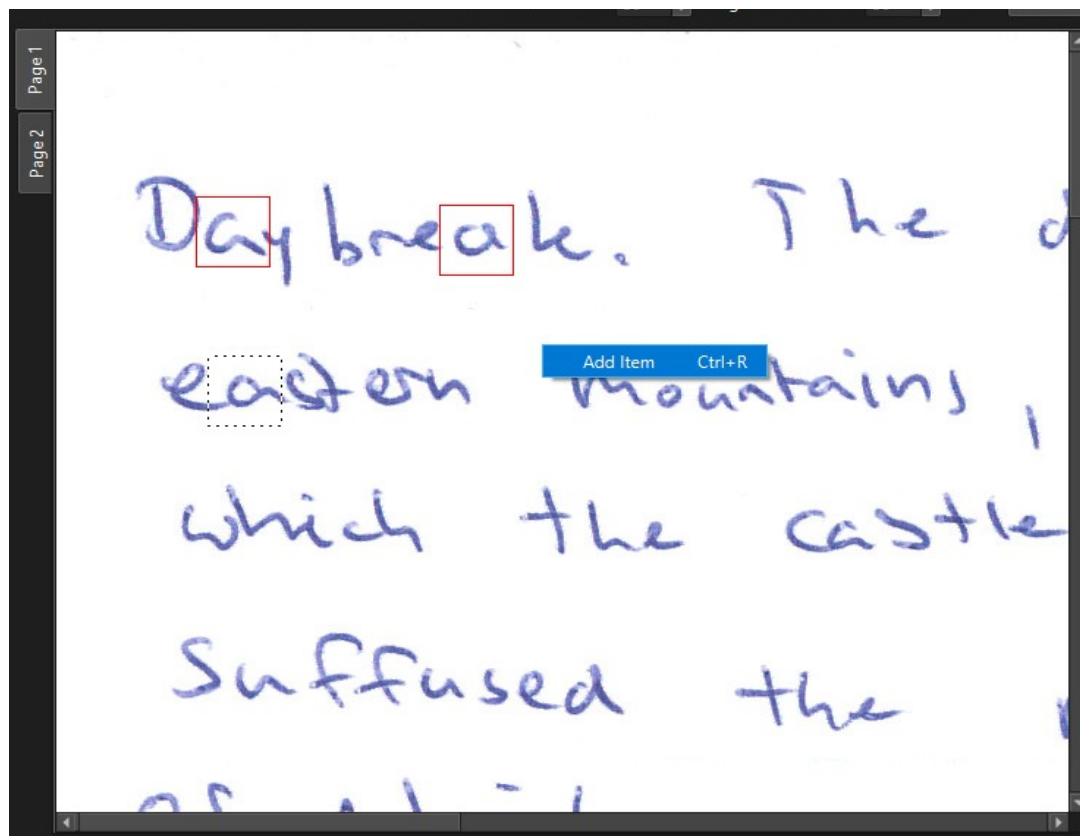 Page 1
Page 2
Daybreak. The d
Add Item Ctrl+R
eastern mountains,
which the castle
Suffused the